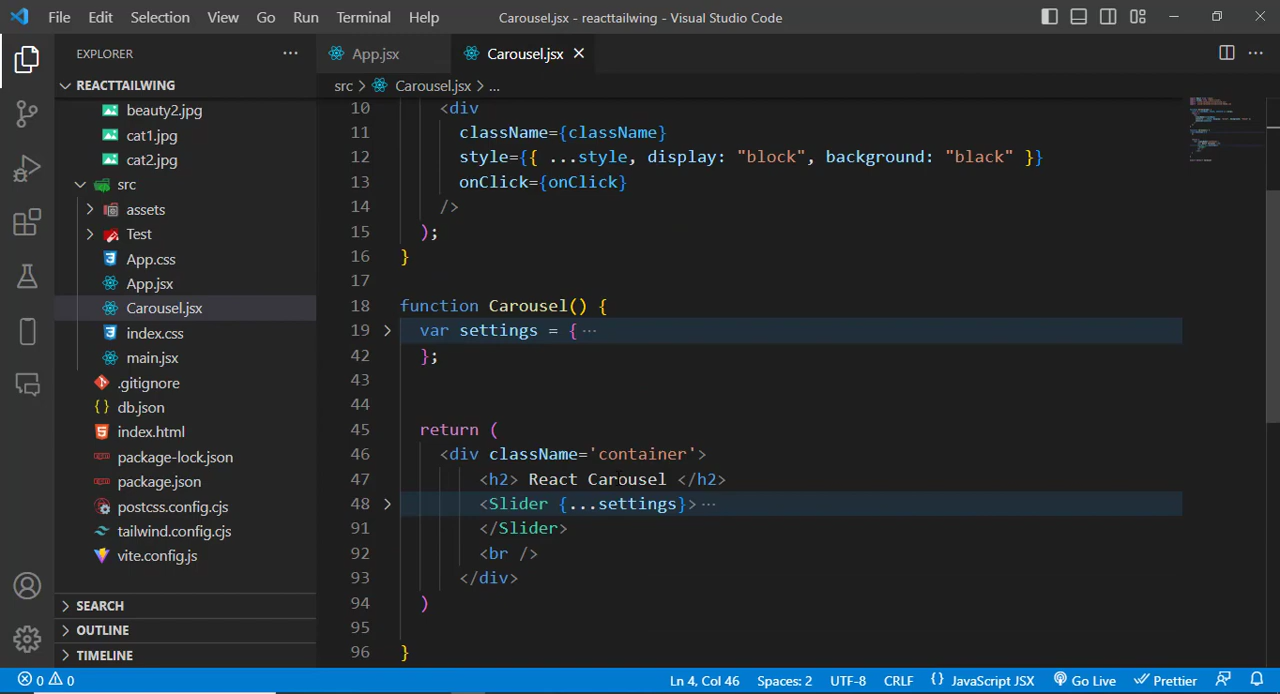 File Edit Selection View Go Run Terminal Help Carousel.jsx - reacttailwing - Visual Studio Code
EXPLORER
REACTTAILWING
beauty2.jpg
cat1.jpg
cat2.jpg
src
assets
Test
App.css
App.jsx
Carousel.jsx
index.css
main.jsx
.gitignore
db.json
index.html
package-lock.json
package.json
postcss.config.cjs
tailwind.config.cjs
vite.config.js
SEARCH
OUTLINE
TIMELINE
App.jsx Carousel.jsx
src > Carousel.jsx > ...
10 <div
11 className={className}
12 style={{ ...style, display: "block", background: "black" }}
13 onClick={onClick}
14 />
15 );
16 }
17
18 function Carousel() {
19 var settings = { ...
42 };
43
44
45 return (
46 <div className='container'>
47 <h2> React Carousel </h2>
48 <Slider {...settings}> ...
91 </Slider>
92 <br />
93 </div>
94 )
95
96 }
0 0 Ln 4, Col 46 Spaces: 2 UTF-8 CRLF {} JavaScript JSX Go Live Prettier